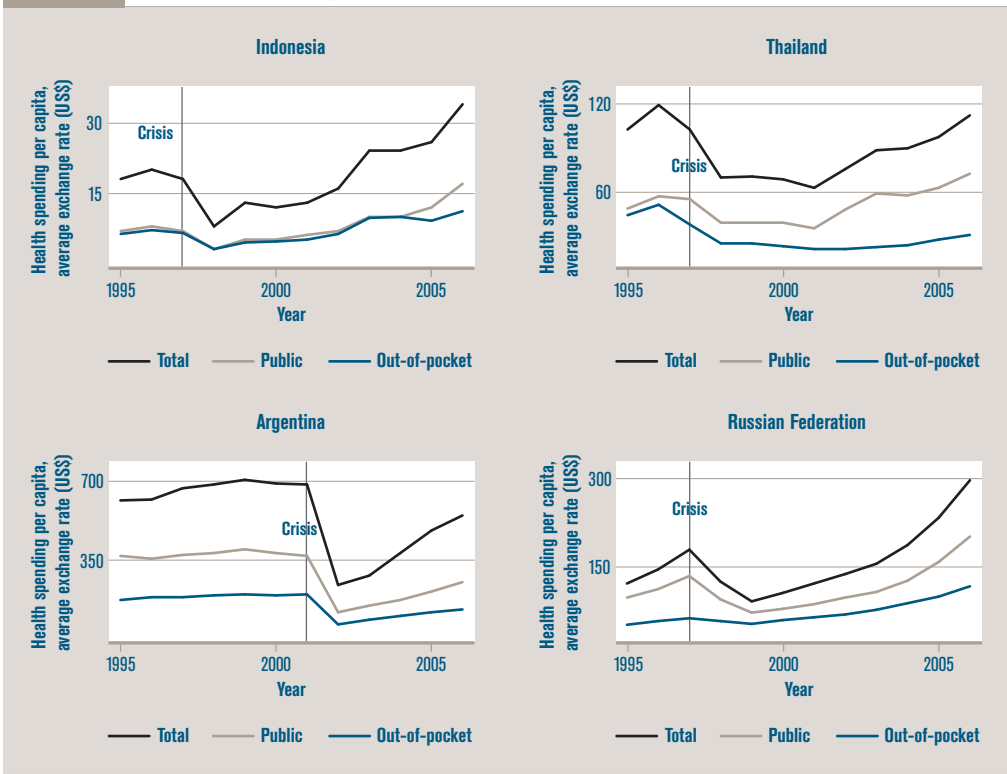 Indonesia
Health spending per capita,
average exchange rate (US$)
30
15
Crisis
1995
2000
2005
Year
Total
Public
Out-of-pocket
Thailand
Health spending per capita,
average exchange rate (US$)
120
60
Crisis
1995
2000
2005
Year
Total
Public
Out-of-pocket
Argentina
Health spending per capita,
average exchange rate (US$)
700
350
Crisis
1995
2000
2005
Year
Total
Public
Out-of-pocket
Russian Federation
Health spending per capita,
average exchange rate (US$)
300
150
Crisis
1995
2000
2005
Year
Total
Public
Out-of-pocket